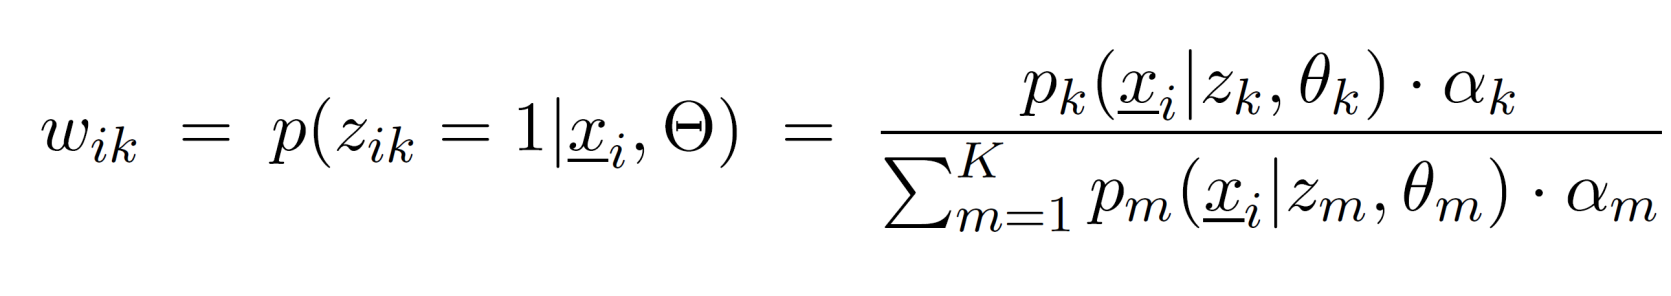 $w_{ik} = p(z_{ik} = 1|\underline{x}_i, \Theta) = \frac{p_k(\underline{x}_i|z_k, \theta_k) \cdot \alpha_k}{\sum_{m=1}^{K} p_m(\underline{x}_i|z_m, \theta_m) \cdot \alpha_m}$